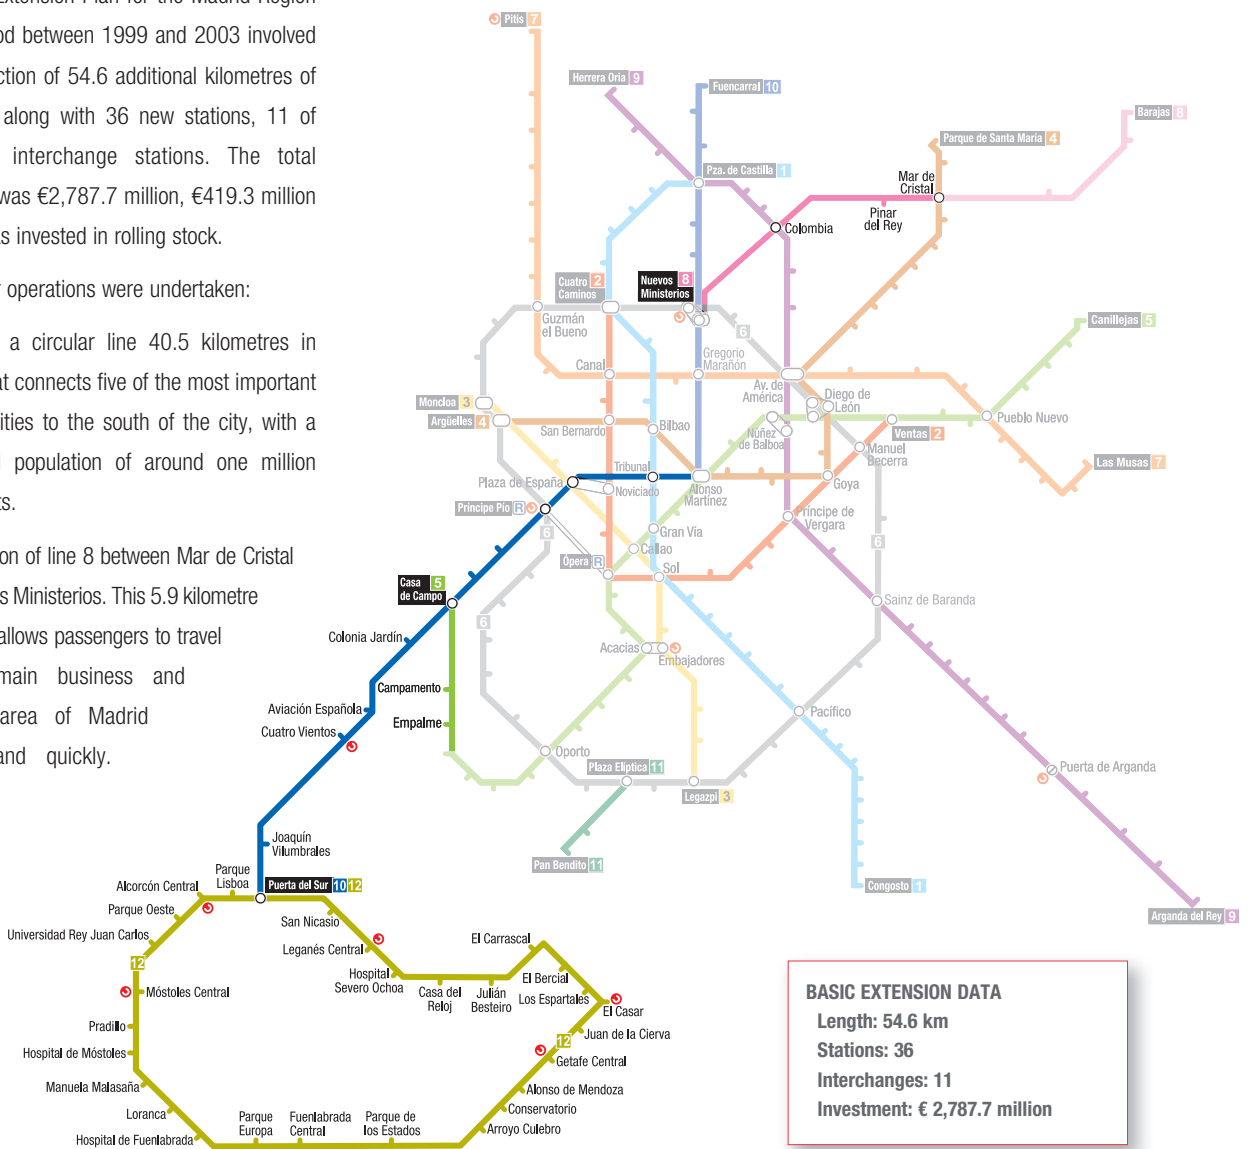 Extension Plan for the Madrid Region
between 1999 and 2003 involved
of 54.6 additional kilometres of
along with 36 new stations, 11 of
interchange stations. The total
was €2,787.7 million, €419.3 million
invested in rolling stock.
operations were undertaken:
a circular line 40.5 kilometres in
connects five of the most important
to the south of the city, with a
population of around one million
of line 8 between Mar de Cristal
Ministerios. This 5.9 kilometre
allows passengers to travel
main business and
area of Madrid
and quickly.
Pitis 7
Herrera Oria 9
Fuencarral 10
Barajas 8
Parque de Santa María 4
Pza. de Castilla 1
Mar de
Cristal
Pinar
del Rey
Colombia
Cuatro 2
Caminos
Nuevos 8
Ministerios
Guzmán
el Bueno
6
Canillejas 5
Gregorio
Marañón
Canal
Av. de
América
Diego de
León
Moncloa 3
Argüelles 4
San Bernardo
Bilbao
Núñez
de Balboa
Ventas 2
Pueblo Nuevo
Manuel
Becerra
Las Musas 7
Tribunal
Plaza de España
Noviciado
Alonso
Martínez
Goya
Príncipe Pío R
Príncipe de
Vergara
Gran Vía
6
6
Callao
Opera R
Sol
Casa 5
de Campo
Sainz de Baranda
6
Colonia Jardín
Acacias
Embajadores
Campamento
Aviación Española
Empalme
Pacífico
Cuatro Vientos
Oporto
Plaza Elíptica 11
Legazpi 3
Puerta de Arganda
Joaquín
Vilumbrales
Pan Bendito 11
Congosto 1
Arganda del Rey 9
Parque
Lisboa
Alcorcón Central
Puerta del Sur 10 12
Parque Oeste
San Nicasio
Universidad Rey Juan Carlos
Leganés Central
El Carrascal
12
Hospital
Severo Ochoa
El Bercial
Móstoles Central
Casa del
Reloj
Julián
Besteiro
Los Espartales
El Casar
Pradillo
Juan de la Cierva
12
Hospital de Móstoles
Getafe Central
Manuela Malasaña
Alonso de Mendoza
Loranca
Conservatorio
Parque
Europa
Fuenlabrada
Central
Parque de
los Estados
Arroyo Culebro
Hospital de Fuenlabrada
BASIC EXTENSION DATA
Length: 54.6 km
Stations: 36
Interchanges: 11
Investment: € 2,787.7 million